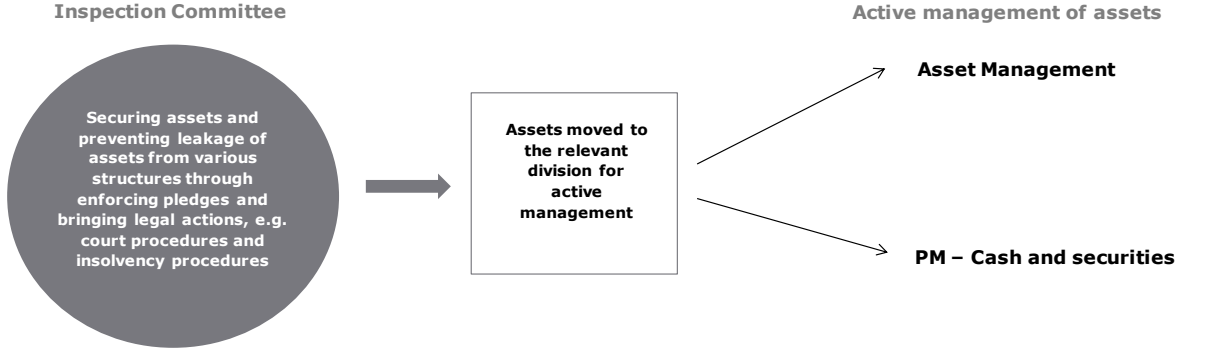 Inspection Committee
Active management of assets
Securing assets and
preventing leakage of
assets from various
structures through
enforcing pledges and
bringing legal actions, e.g.
court procedures and
insolvency procedures
Assets moved to
the relevant
division for
active
management
Asset Management
PM – Cash and securities